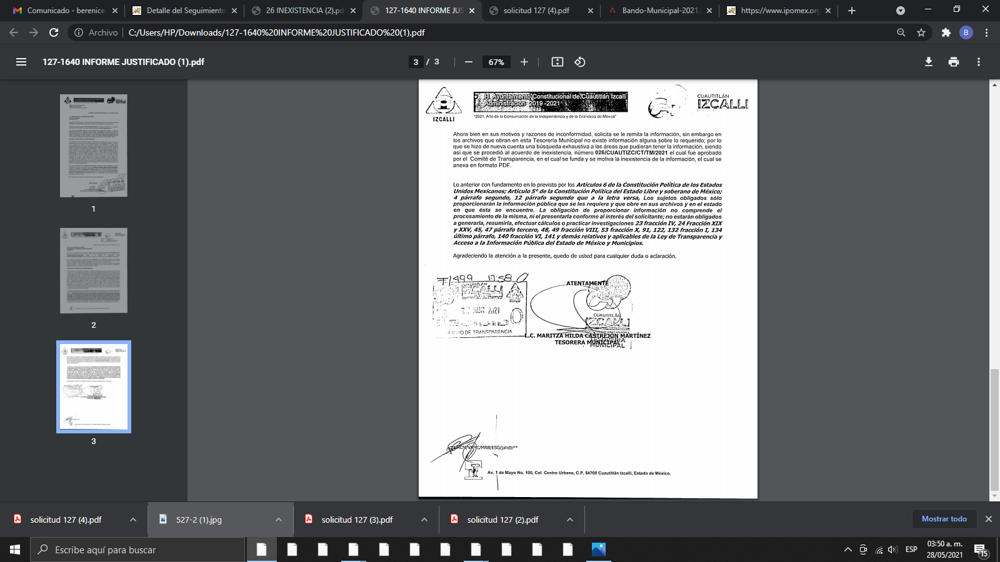 Comunicado - berenice.
Detalle del Seguimiento
26 INEXISTENCIA (2).pd
127-1640 INFORME JUS
solicitud 127 (4).pdf
Bando-Municipal-2021.
https://www.ipomex.org
Archivo
C:/Users/HP/Downloads/127-1640%20INFORME%20JUSTIFICADO%20(1).pdf
B
127-1640 INFORME JUSTIFICADO (1).pdf
3 / 3
67%
1
2
3
IZCALLI
H. Ayuntamiento Constitucional de Cuautitlán Izcalli
Administración 2019 -2021
"2021, Año de la Consumación de la Independencia y de la Grandeza de México"
CUAUTITLÁN
IZCALLI
Ahora bien en sus motivos y razones de inconformidad, solicita se le remita la información, sin embargo en
los archivos que obran en esta Tesorería Municipal no existe información alguna sobre lo requerido; por lo
que se hizo de nueva cuenta una búsqueda exhaustiva a las áreas que pudieran tener la información, siendo
así que se procedió al acuerdo de inexistencia, número 026/CUAUTIZC/CT/TM/2021 el cual fue aprobado
por el Comité de Transparencia, en el cual se funda y se motiva la inexistencia de la información, el cual se
anexa en formato PDF.
Lo anterior con fundamento en lo previsto por los Artículos 6 de la Constitución Política de los Estados
Unidos Mexicanos; Artículo 5° de la Constitución Política del Estado Libre y soberano de México;
4 párrafo segundo, 12 párrafo segundo que a la letra versa, Los sujetos obligados sólo
proporcionarán la información pública que se les requiera y que obre en sus archivos y en el estado
en que ésta se encuentre. La obligación de proporcionar información no comprende el
procesamiento de la misma, ni el presentarla conforme al interés del solicitante; no estarán obligados
a generarla, resumirla, efectuar cálculos o practicar investigaciones 23 fracción IV, 24 Fracción XIX
y XXV, 45, 47 párrafo tercero, 48, 49 fracción VIII, 53 fracción X, 91, 122, 132 fracción I, 134
último párrafo, 140 fracción VI, 141 y demás relativos y aplicables de la Ley de Transparencia y
Acceso a la Información Pública del Estado de México y Municipios.
Agradeciendo la atención a la presente, quedo de usted para cualquier duda o aclaración.
CUAUTITLÁN
IZCALLI
ABR 2021
DE TRANSPARENCIA
ATENTAMENTE
CUAUTITLÁN
IZCALLI
L.C. MARITZA HILDA CASTREJÓN MARTÍNEZ
TESORERA MUNICIPAL
TESORERIA
MUNICIPAL
/VAMC/MRB/ESG/jahdb**
Av. 1 de Mayo No. 100, Col. Centro Urbano, C.P. 54700 Cuautitlán Izcalli, Estado de México.
solicitud 127 (4).pdf
527-2 (1).jpg
solicitud 127 (3).pdf
solicitud 127 (2).pdf
Mostrar todo
Escribe aquí para buscar
ESP
03:50 a. m.
28/05/2021
15